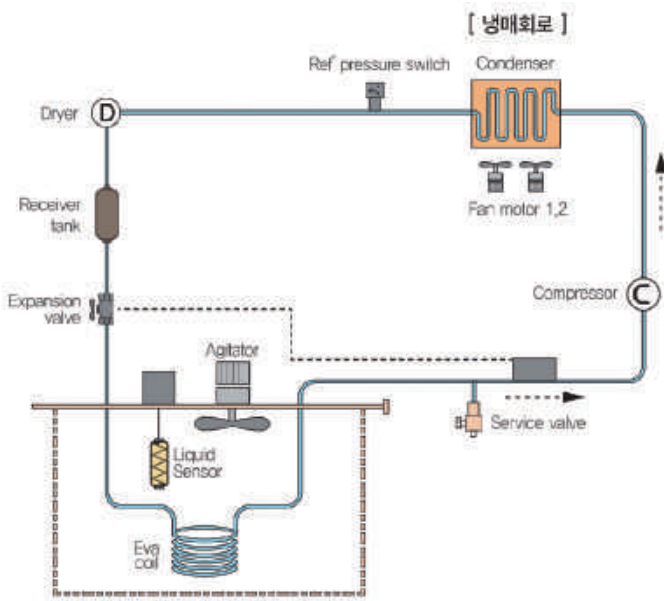 [ 냉매회로 ]
Ref' pressure switch
Condenser
Dryer
D
Receiver
tank
Fan motor 1,2
Expansion
valve
Compressor
C
Agitator
Service valve
Liquid
Sensor
Eva
coil